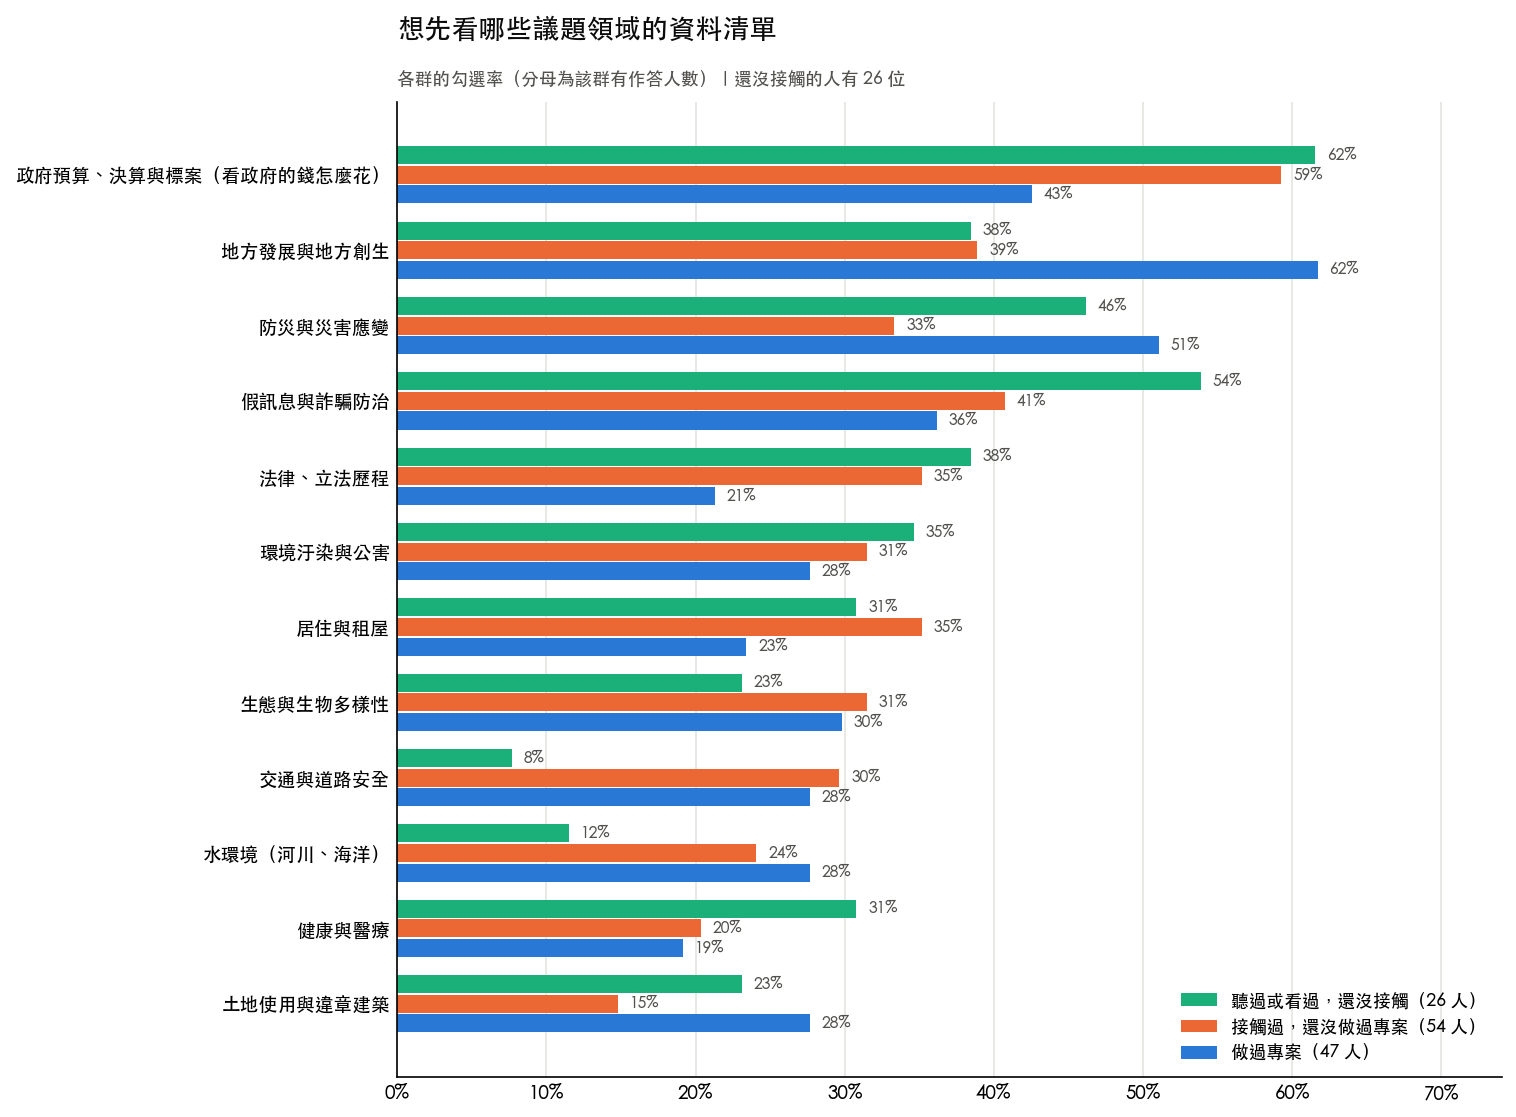 想先看哪些議題領域的資料清單
各群的勾選率（分母為該群有作答人數）｜還沒接觸的人有 26 位
政府預算、決算與標案（看政府的錢怎麼花）
62%
59%
43%
地方發展與地方創生
38%
39%
62%
防災與災害應變
46%
33%
51%
假訊息與詐騙防治
54%
41%
36%
法律、立法歷程
38%
35%
21%
環境汙染與公害
35%
31%
28%
居住與租屋
31%
35%
23%
生態與生物多樣性
23%
31%
30%
交通與道路安全
8%
30%
28%
水環境（河川、海洋）
12%
24%
28%
健康與醫療
31%
20%
19%
土地使用與違章建築
23%
15%
28%
聽過或看過，還沒接觸（26 人）
接觸過，還沒做過專案（54 人）
做過專案（47 人）
0% 10% 20% 30% 40% 50% 60% 70%